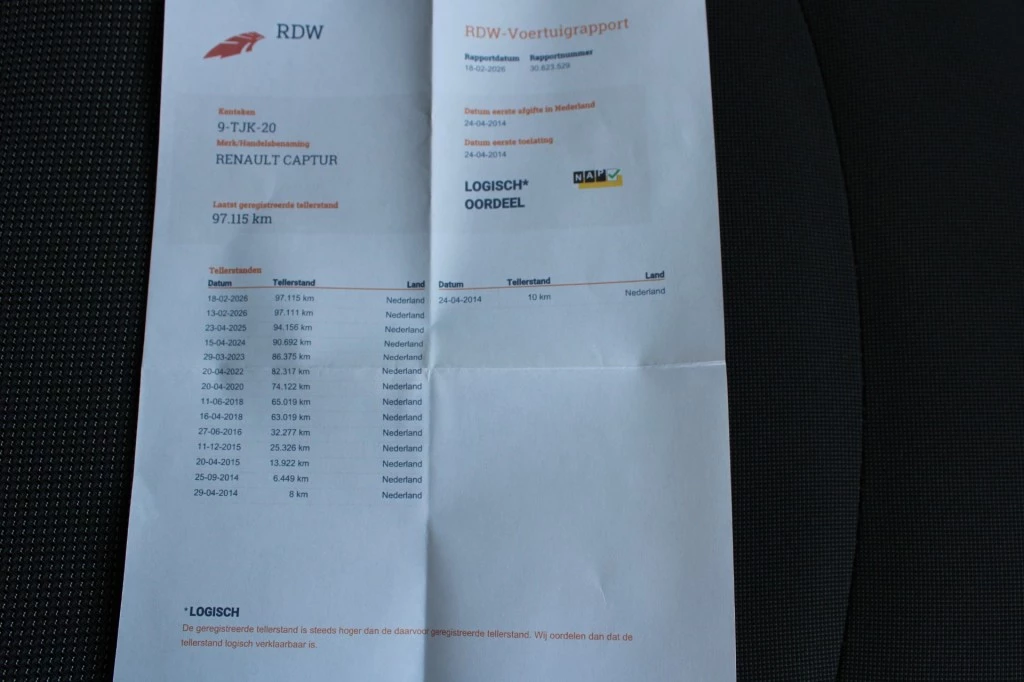 RDW
RDW-Voertuigrapport
Rapportdatum Rapportnummer
18-02-2026 30.623.529
Kenteken
9-TJK-20
Merk/Handelsbenaming
RENAULT CAPTUR
Datum eerste afgifte in Nederland
24-04-2014
Datum eerste toelating
24-04-2014
LOGISCH*
OORDEEL
NAP
Laatst geregistreerde tellerstand
97.115 km
Tellerstanden
Datum Tellerstand Land Datum Tellerstand Land
18-02-2026 97.115 km Nederland 24-04-2014 10 km Nederland
13-02-2026 97.111 km Nederland
23-04-2025 94.156 km Nederland
15-04-2024 90.692 km Nederland
29-03-2023 86.375 km Nederland
20-04-2022 82.317 km Nederland
20-04-2020 74.122 km Nederland
11-06-2018 65.019 km Nederland
16-04-2018 63.019 km Nederland
27-06-2016 32.277 km Nederland
11-12-2015 25.326 km Nederland
20-04-2015 13.922 km Nederland
25-09-2014 6.449 km Nederland
29-04-2014 8 km Nederland
*LOGISCH
De geregistreerde tellerstand is steeds hoger dan de daarvoor geregistreerde tellerstand. Wij oordelen dan dat de
tellerstand logisch verklaarbaar is.